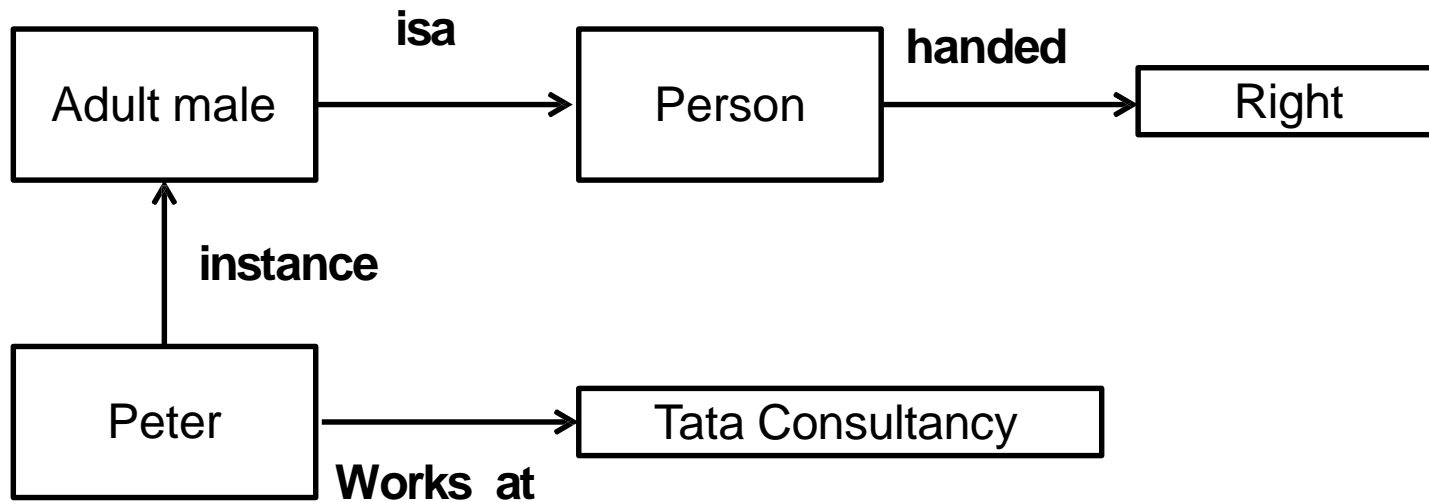 isa
handed
Adult male
Person
Right
instance
Peter
Tata Consultancy
Works at